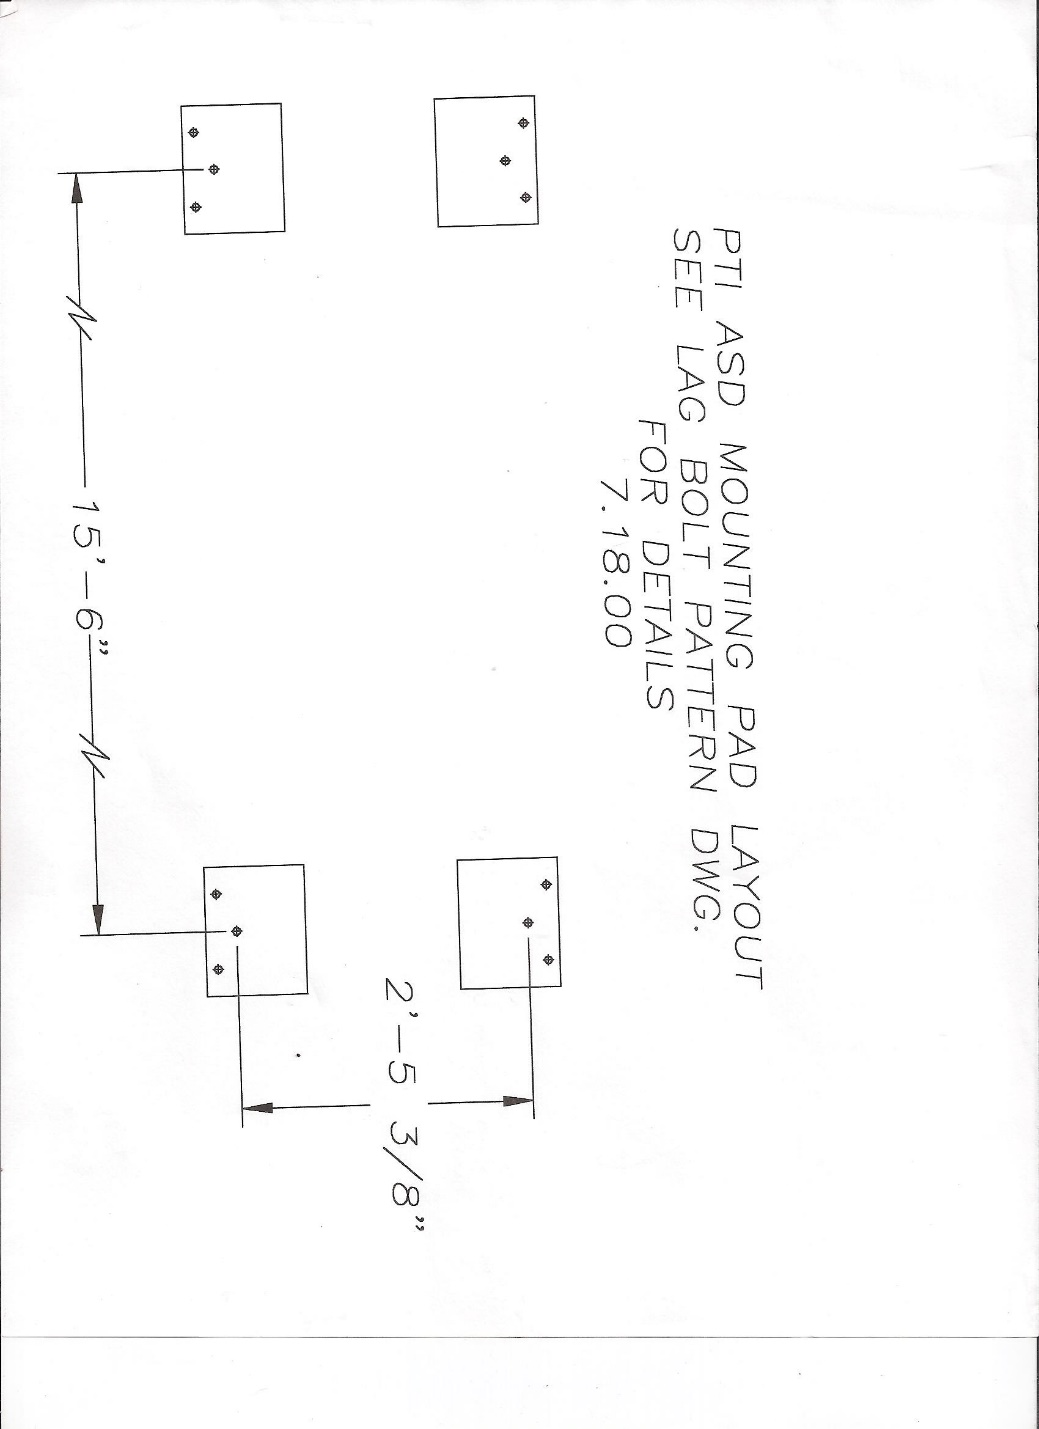 PTI ASD MOUNTING PAD LAYOUT
SEE LAG BOLT PATTERN DWG.
FOR DETAILS
7.18.00
2'-5 3/8"
15'-6"